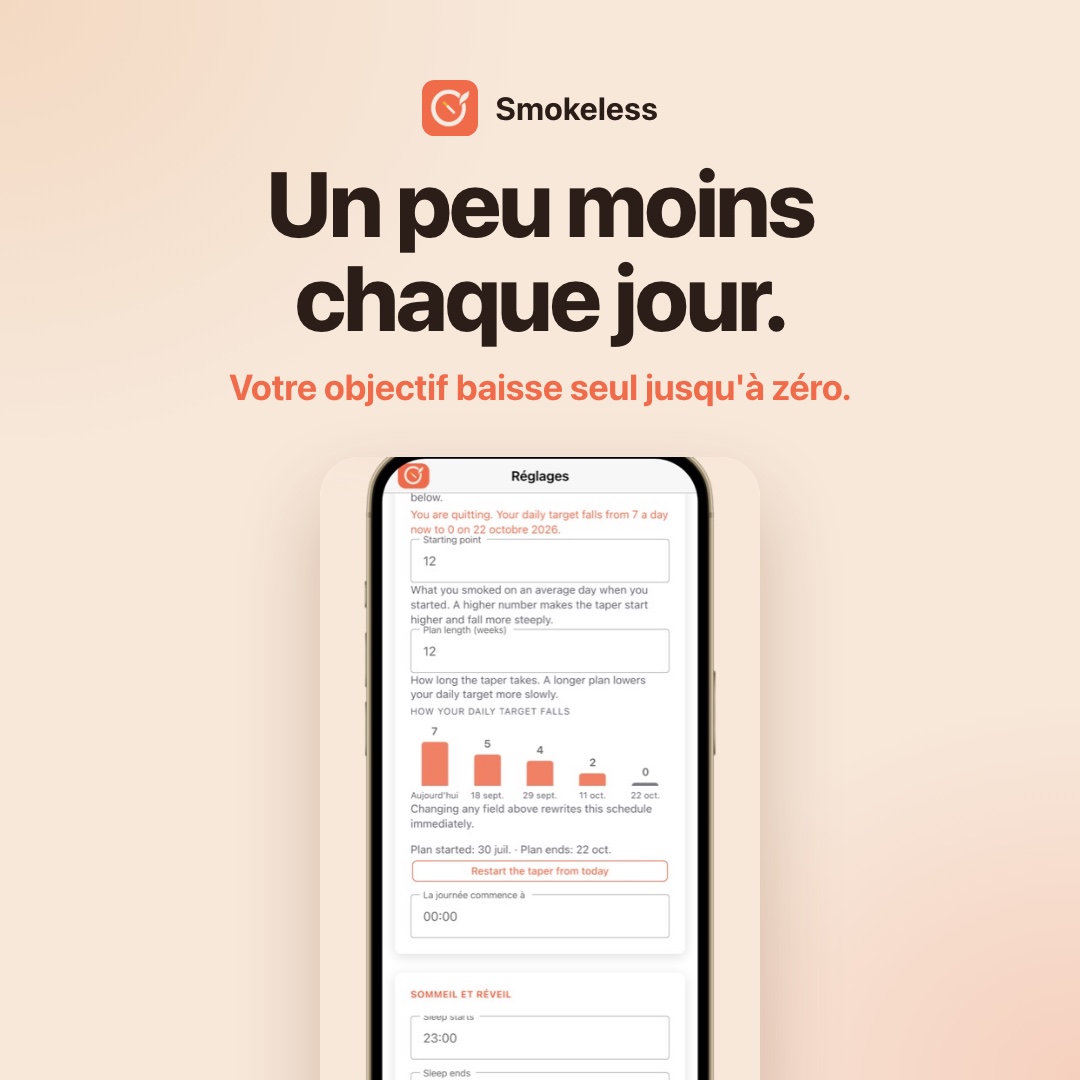 Smokeless
Un peu moins
chaque jour.
Votre objectif baisse seul jusqu'à zéro.
Réglages
below.
You are quitting. Your daily target falls from 7 a day
now to 0 on 22 octobre 2026.
Starting point
12
What you smoked on an average day when you
started. A higher number makes the taper start
higher and fall more steeply.
Plan length (weeks)
12
How long the taper takes. A longer plan lowers
your daily target more slowly.
HOW YOUR DAILY TARGET FALLS
7 5 4 2 0
Aujourd'hui 18 sept. 29 sept. 11 oct. 22 oct.
Changing any field above rewrites this schedule
immediately.
Plan started: 30 juil. · Plan ends: 22 oct.
Restart the taper from today
La journée commence à
00:00
SOMMEIL ET RÉVEIL
Sleep starts
23:00
Sleep ends